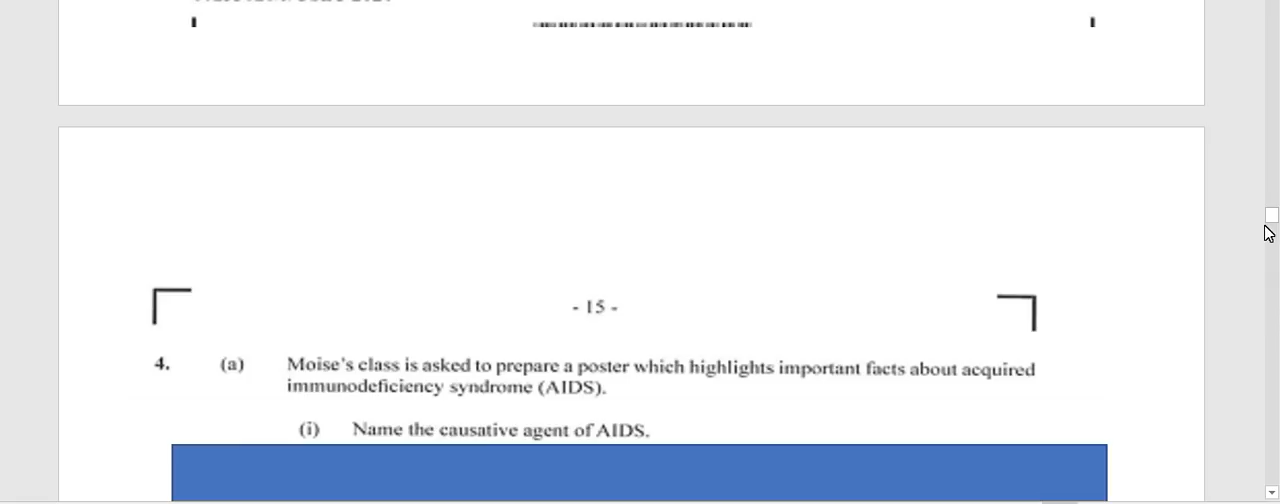 - 15 -
4. (a) Moise's class is asked to prepare a poster which highlights important facts about acquired
immunodeficiency syndrome (AIDS).
(i) Name the causative agent of AIDS.